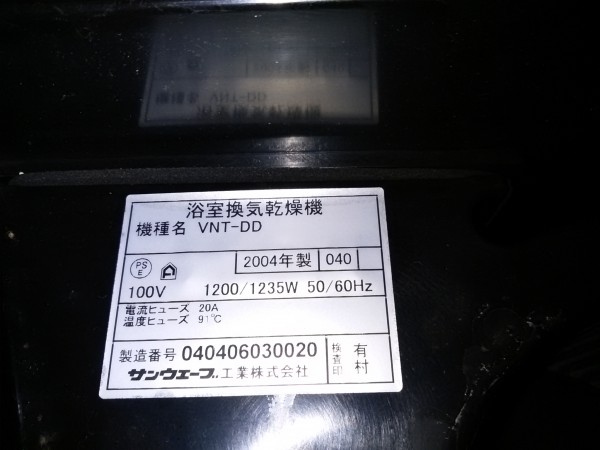 浴室換気乾燥機
機種名 VNT-DD
2004年製 040
PS
E
100V 1200/1235W 50/60Hz
電流ヒューズ 20A
温度ヒューズ 91℃
製造番号 040406030020
サンウエーブ工業株式会社
検査印
有村